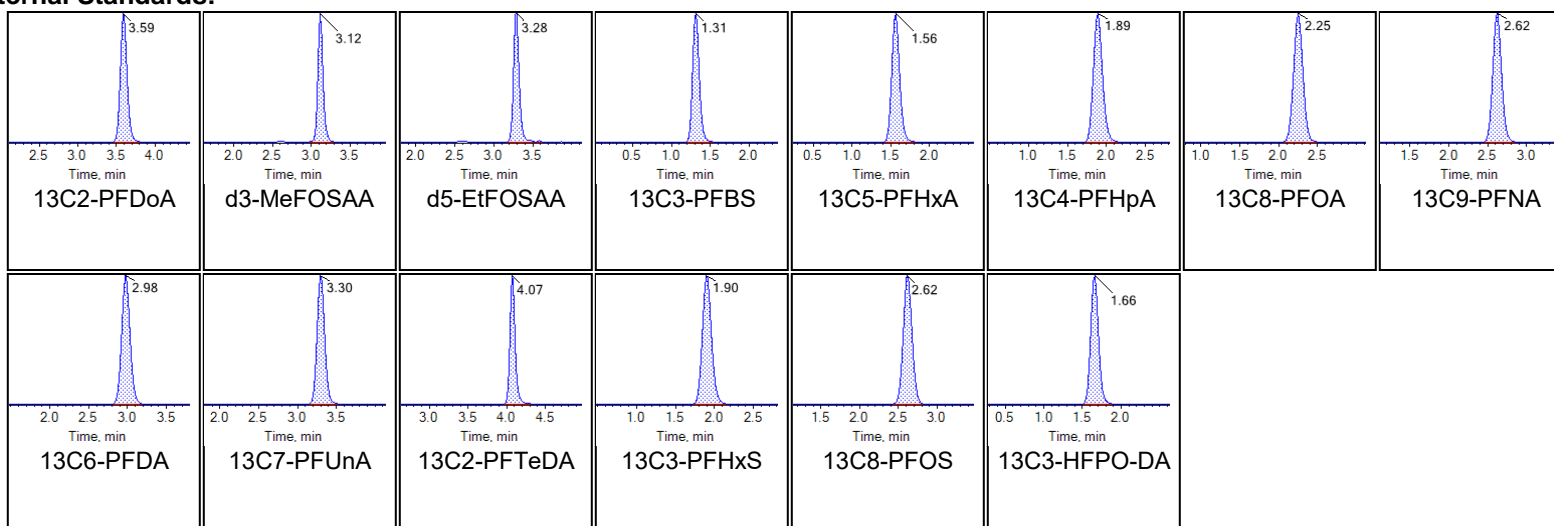 ternal Standards:
3.59 3.12 3.28 1.31 1.56 1.89 2.25 2.62
2.5 3.0 3.5 4.0 2.0 2.5 3.0 3.5 2.0 2.5 3.0 3.5 0.5 1.0 1.5 2.0 0.5 1.0 1.5 2.0 1.0 1.5 2.0 2.5 1.0 1.5 2.0 2.5 1.5 2.0 2.5 3.0
Time, min Time, min Time, min Time, min Time, min Time, min Time, min Time, min
13C2-PFDoA d3-MeFOSAA d5-EtFOSAA 13C3-PFBS 13C5-PFHxA 13C4-PFHpA 13C8-PFOA 13C9-PFNA
2.98 3.30 4.07 1.90 2.62 1.66
2.0 2.5 3.0 3.5 2.0 2.5 3.0 3.5 3.0 3.5 4.0 4.5 1.0 1.5 2.0 2.5 1.5 2.0 2.5 3.0 0.5 1.0 1.5 2.0
Time, min Time, min Time, min Time, min Time, min Time, min
13C6-PFDA 13C7-PFUnA 13C2-PFTeDA 13C3-PFHxS 13C8-PFOS 13C3-HFPO-DA